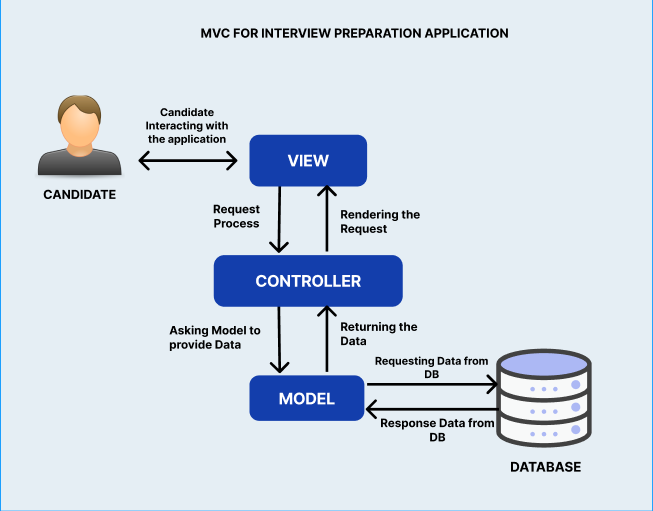 MVC FOR INTERVIEW PREPARATION APPLICATION
Candidate
Interacting with
the application
VIEW
CANDIDATE
Request
Process
Rendering the
Request
CONTROLLER
Asking Model to
provide Data
Returning the
Data
Requesting Data from
DB
MODEL
Response Data from
DB
DATABASE